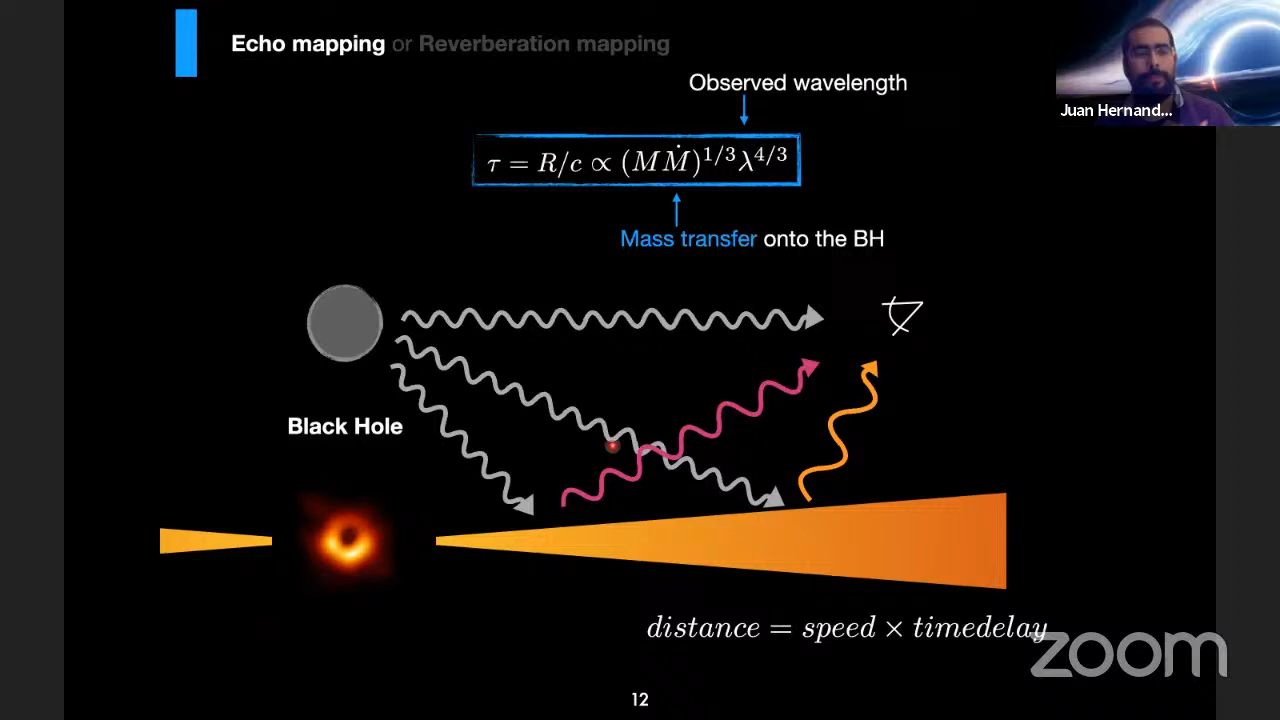 Echo mapping or Reverberation mapping
Observed wavelength
Juan Hernand...
τ = R/c ∝ (MṀ)^{1/3}λ^{4/3}
Mass transfer onto the BH
Black Hole
distance = speed × timedelay
zoom
12